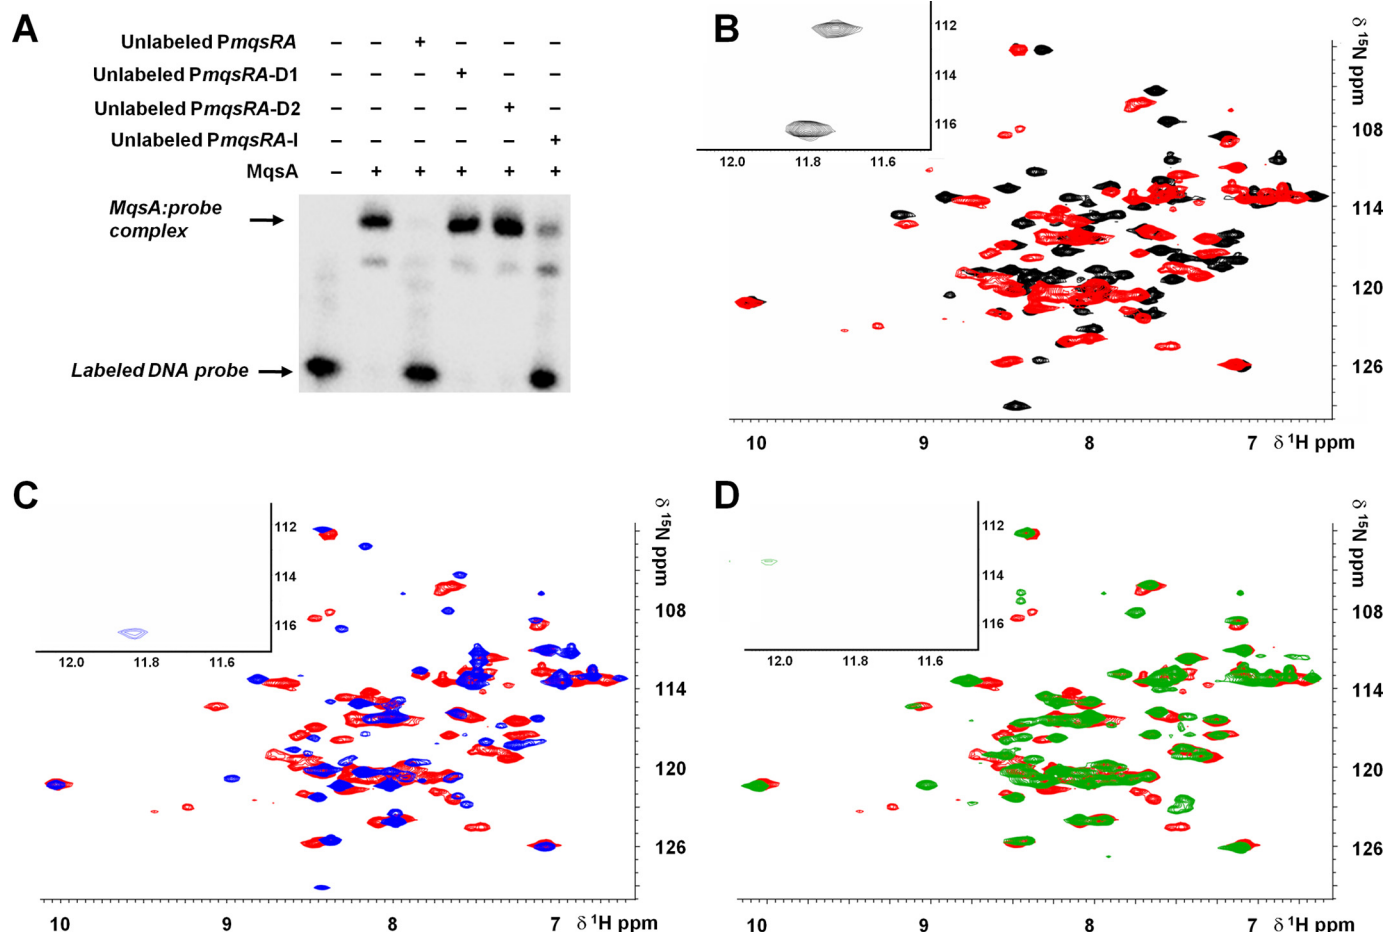 A
Unlabeled PmqsRA – – + – – –
Unlabeled PmqsRA-D1 – – – + – –
Unlabeled PmqsRA-D2 – – – – + –
Unlabeled PmqsRA-I – – – – – +
MqsA – + + + + +
MqsA:probe
complex
Labeled DNA probe
B
112
114
116
12.0 11.8 11.6
δ 15N ppm
108
114
120
126
10 9 8 7 δ 1H ppm
C
112
114
116
12.0 11.8 11.6
δ 15N ppm
108
114
120
126
10 9 8 7 δ 1H ppm
D
112
114
116
12.0 11.8 11.6
δ 15N ppm
108
114
120
126
10 9 8 7 δ 1H ppm